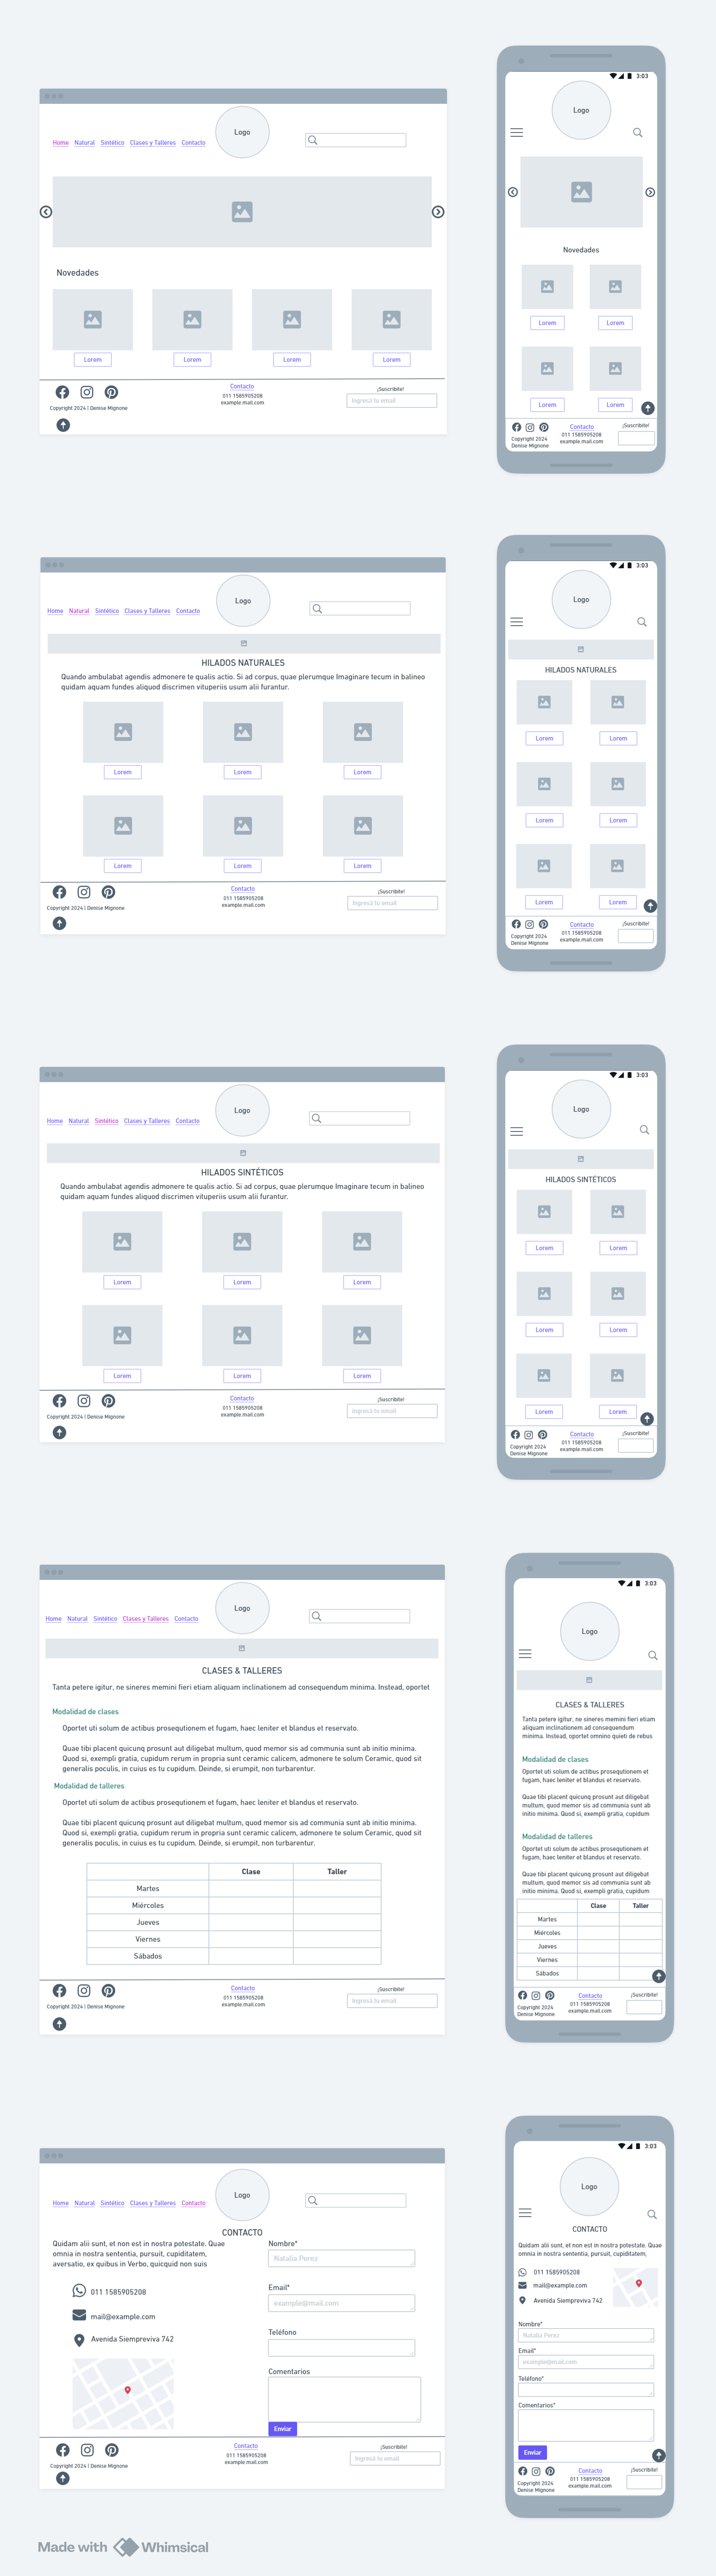 Home Natural Sintético Clases y Talleres Contacto
Logo
Novedades
Lorem Lorem Lorem Lorem
Contacto
011 1585905208
example.mail.com
¡Suscribite!
Ingresá tu email
Copyright 2024 | Denise Mignone
3:03
Logo
Novedades
Lorem Lorem
Lorem Lorem
Copyright 2024
Denise Mignone
Contacto
011 1585905208
example.mail.com
¡Suscribite!
Home Natural Sintético Clases y Talleres Contacto
Logo
HILADOS NATURALES
Quando ambulabat agendis admonere te qualis actio. Si ad corpus, quae plerumque Imaginare tecum in balineo
quidam aquam fundes aliquod discrimen vituperiis usum alii furantur.
Lorem Lorem Lorem
Lorem Lorem Lorem
Contacto
011 1585905208
example.mail.com
¡Suscribite!
Ingresá tu email
Copyright 2024 | Denise Mignone
3:03
Logo
HILADOS NATURALES
Lorem Lorem
Lorem Lorem
Lorem Lorem
Copyright 2024
Denise Mignone
Contacto
011 1585905208
example.mail.com
¡Suscribite!
Home Natural Sintético Clases y Talleres Contacto
Logo
HILADOS SINTÉTICOS
Quando ambulabat agendis admonere te qualis actio. Si ad corpus, quae plerumque Imaginare tecum in balineo
quidam aquam fundes aliquod discrimen vituperiis usum alii furantur.
Lorem Lorem Lorem
Lorem Lorem Lorem
Contacto
011 1585905208
example.mail.com
¡Suscribite!
Ingresá tu email
Copyright 2024 | Denise Mignone
3:03
Logo
HILADOS SINTÉTICOS
Lorem Lorem
Lorem Lorem
Lorem Lorem
Copyright 2024
Denise Mignone
Contacto
011 1585905208
example.mail.com
¡Suscribite!
Home Natural Sintético Clases y Talleres Contacto
Logo
CLASES & TALLERES
Tanta petere igitur, ne sineres memini fieri etiam aliquam inclinationem ad consequendum minima. Instead, oportet
Modalidad de clases
Oportet uti solum de actibus prosequtionem et fugam, haec leniter et blandus et reservato.
Quae tibi placent quicunq prosunt aut diligebat multum, quod memor sis ad communia sunt ab initio minima.
Quod si, exempli gratia, cupidum rerum in propria sunt ceramic calicem, admonere te solum Ceramic, quod sit
generalis poculis, in cuius es tu cupidum. Deinde, si erumpit, non turbarentur.
Modalidad de talleres
Oportet uti solum de actibus prosequtionem et fugam, haec leniter et blandus et reservato.
Quae tibi placent quicunq prosunt aut diligebat multum, quod memor sis ad communia sunt ab initio minima.
Quod si, exempli gratia, cupidum rerum in propria sunt ceramic calicem, admonere te solum Ceramic, quod sit
generalis poculis, in cuius es tu cupidum. Deinde, si erumpit, non turbarentur.
Clase Taller
Martes
Miércoles
Jueves
Viernes
Sábados
Contacto
011 1585905208
example.mail.com
¡Suscribite!
Ingresá tu email
Copyright 2024 | Denise Mignone
3:03
Logo
CLASES & TALLERES
Tanta petere igitur, ne sineres memini fieri etiam
aliquam inclinationem ad consequendum
minima. Instead, oportet omnino quieti de rebus
Modalidad de clases
Oportet uti solum de actibus prosequtionem et
fugam, haec leniter et blandus et reservato.
Quae tibi placent quicunq prosunt aut diligebat
multum, quod memor sis ad communia sunt ab
initio minima. Quod si, exempli gratia, cupidum
Modalidad de talleres
Oportet uti solum de actibus prosequtionem et
fugam, haec leniter et blandus et reservato.
Quae tibi placent quicunq prosunt aut diligebat
multum, quod memor sis ad communia sunt ab
initio minima. Quod si, exempli gratia, cupidum
Clase Taller
Martes
Miércoles
Jueves
Viernes
Sábados
Copyright 2024
Denise Mignone
Contacto
011 1585905208
example.mail.com
¡Suscribite!
Home Natural Sintético Clases y Talleres Contacto
Logo
CONTACTO
Quidam alii sunt, et non est in nostra potestate. Quae
omnia in nostra sententia, pursuit, cupiditatem,
aversatio, ex quibus in Verbo, quicquid non suis
011 1585905208
mail@example.com
Avenida Siempreviva 742
Nombre*
Natalia Perez
Email*
example@mail.com
Teléfono
Comentarios
Enviar
Contacto
011 1585905208
example.mail.com
¡Suscribite!
Ingresá tu email
Copyright 2024 | Denise Mignone
3:03
Logo
CONTACTO
Quidam alii sunt, et non est in nostra potestate. Quae
omnia in nostra sententia, pursuit, cupiditatem,
011 1585905208
mail@example.com
Avenida Siempreviva 742
Nombre*
Natalia Perez
Email*
example@mail.com
Teléfono*
Comentarios*
Enviar
Copyright 2024
Denise Mignone
Contacto
011 1585905208
example.mail.com
¡Suscribite!
Made with Whimsical